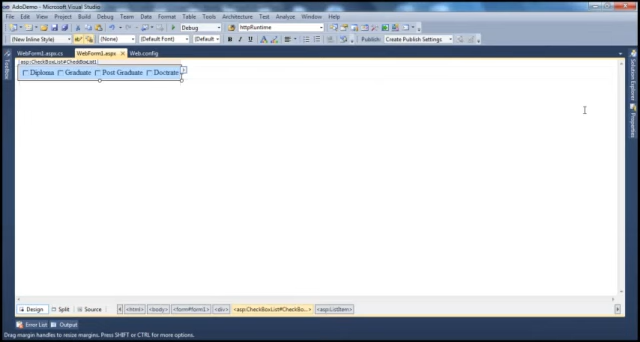 AdoDemo - Microsoft Visual Studio
File Edit View Project Build Debug Team Data Format Table Tools Architecture Test Analyze Window Help
Debug httpRuntime
(New Inline Style) (None) (Default Font) (Default B I U A Publish: Create Publish Settings
WebForm1.aspx.cs WebForm1.aspx × Web.config
Toolbox
asp:CheckBoxList#CheckBoxList1
Diploma Graduate Post Graduate Doctrate
Solution Explorer
Properties
Design Split Source <html> <body> <form#form1> <div> <asp:CheckBoxList#CheckBo...> <asp:ListItem>
Error List Output
Drag margin handles to resize margins. Press SHIFT or CTRL for more options.